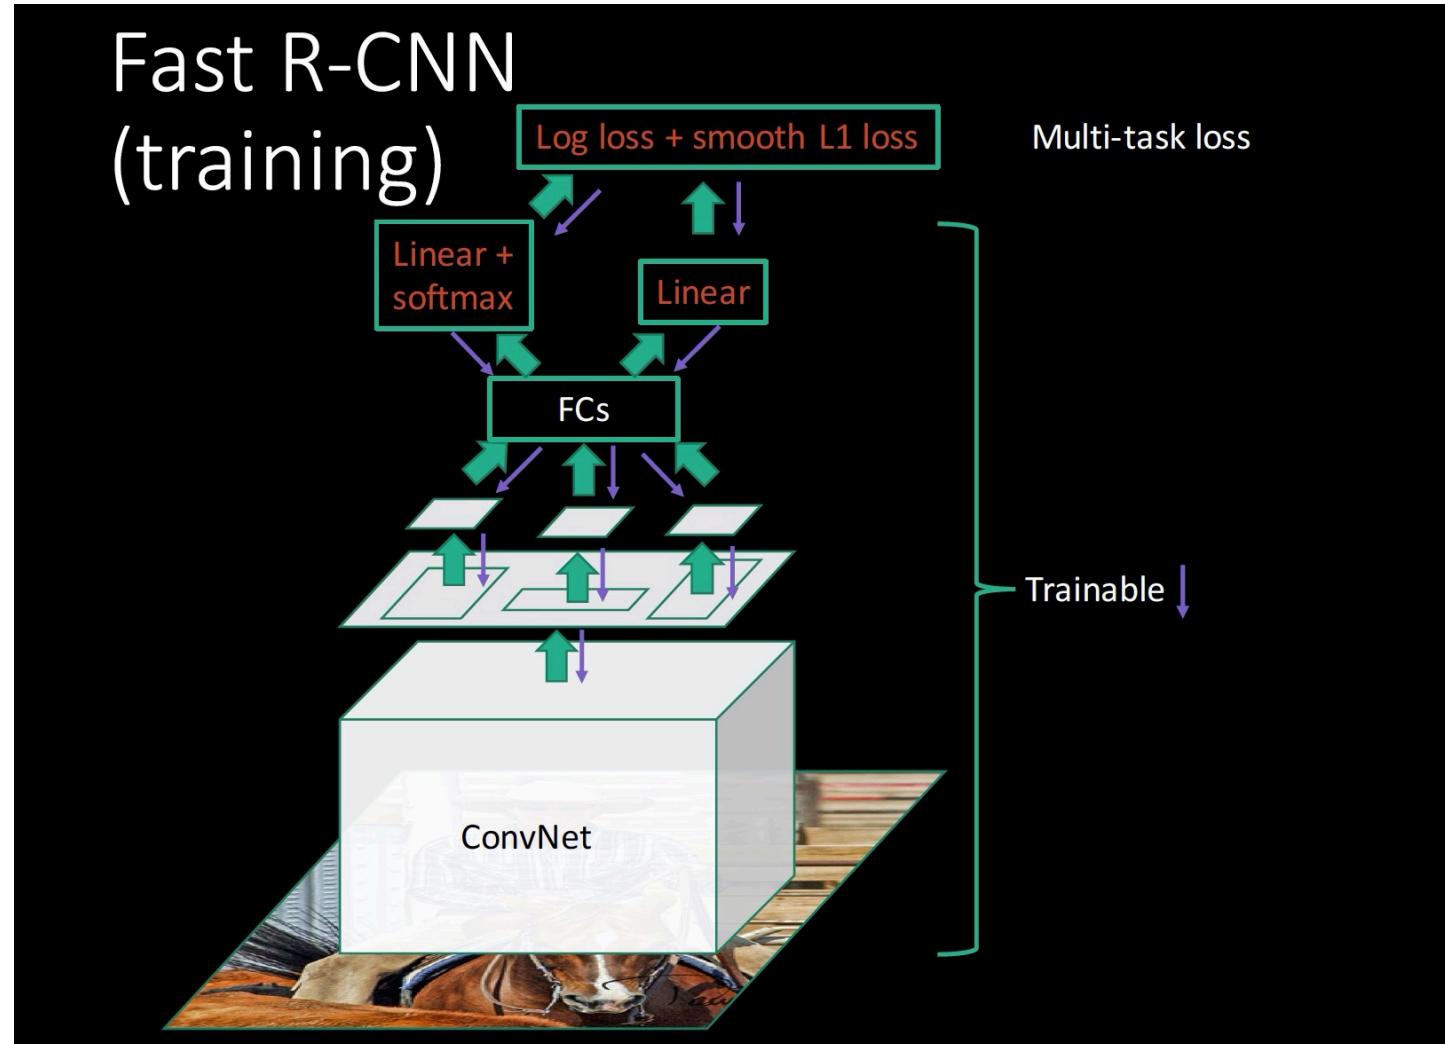 Fast R-CNN
(training)
Log loss + smooth L1 loss
Multi-task loss
Linear +
softmax
Linear
FCs
Trainable
ConvNet